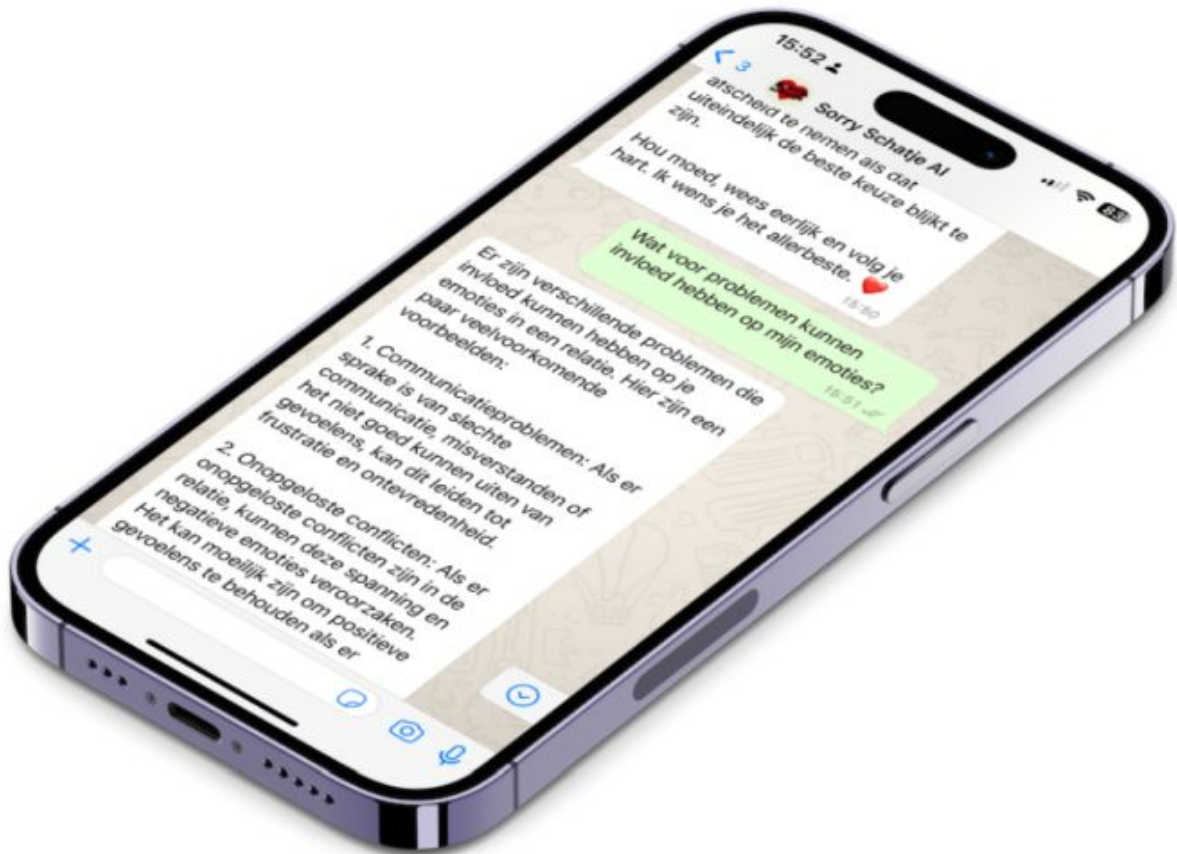 15:52
3
Sorry Schatje AI
83
afscheid te nemen als dat
uiteindelijk de beste keuze blijkt te
zijn.
Hou moed, wees eerlijk en volg je
hart. Ik wens je het allerbeste. ❤️
15:50
Wat voor problemen kunnen
invloed hebben op mijn emoties?
15:51
Er zijn verschillende problemen die
invloed kunnen hebben op je
emoties in een relatie. Hier zijn een
paar veelvoorkomende
voorbeelden:
1. Communicatieproblemen: Als er
sprake is van slechte
communicatie, misverstanden of
het niet goed kunnen uiten van
gevoelens, kan dit leiden tot
frustratie en ontevredenheid.
2. Onopgeloste conflicten: Als er
onopgeloste conflicten zijn in de
relatie, kunnen deze spanning en
negatieve emoties veroorzaken.
Het kan moeilijk zijn om positieve
gevoelens te behouden als er